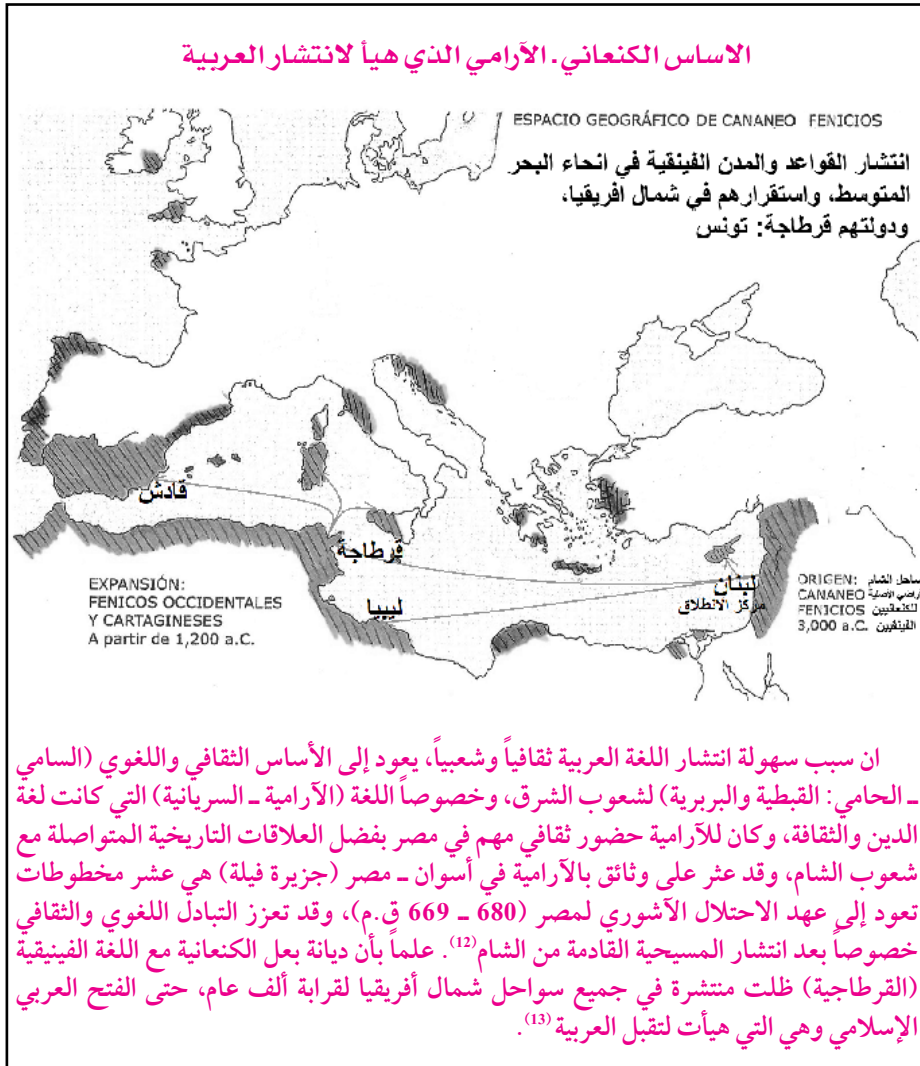 الاساس الكنعاني.الآرامي الذي هيأ لانتشار العربية
ESPACIO GEOGRÁFICO DE CANANEO FENICIOS
انتشار القواعد والمدن الفينقية في انحاء البحر
المتوسط، واستقرارهم في شمال افريقيا،
ودولتهم قرطاجة: تونس
قادش
قرطاجة
ليبيا
لبنان
مركز الانطلاق
EXPANSIÓN:
FENICOS OCCIDENTALES
Y CARTAGINESES
A partir de 1,200 a.C.
ORIGEN: ساحل الشام
CANANEO اراضي الاصلية
FENICIOS للكنعانيين
3,000 a.C. الفينقيين
ان سبب سهولة انتشار اللغة العربية ثقافياً وشعبياً، يعود إلى الأساس الثقافي واللغوي (السامي
ـ الحامي: القبطية والبربرية) لشعوب الشرق، وخصوصاً اللغة (الآرامية ـ السريانية) التي كانت لغة
الدين والثقافة، وكان للآرامية حضور ثقافي مهم في مصر بفضل العلاقات التاريخية المتواصلة مع
شعوب الشام، وقد عثر على وثائق بالآرامية في أسوان ـ مصر (جزيرة فيلة) هي عشر مخطوطات
تعود إلى عهد الاحتلال الآشوري لمصر (680 ـ 669 ق.م)، وقد تعزز التبادل اللغوي والثقافي
خصوصاً بعد انتشار المسيحية القادمة من الشام(12). علماً بأن ديانة بعل الكنعانية مع اللغة الفينيقية
(القرطاجية) ظلت منتشرة في جميع سواحل شمال أفريقيا لقرابة ألف عام، حتى الفتح العربي
الإسلامي وهي التي هيأت لتقبل العربية(13).